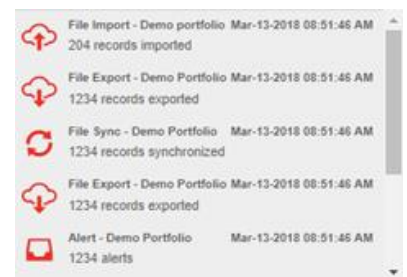 File Import - Demo portfolio Mar-13-2018 08:51:46 AM
204 records imported
File Export - Demo Portfolio Mar-13-2018 08:51:46 AM
1234 records exported
File Sync - Demo Portfolio Mar-13-2018 08:51:46 AM
1234 records synchronized
File Export - Demo Portfolio Mar-13-2018 08:51:46 AM
1234 records exported
Alert - Demo Portfolio Mar-13-2018 08:51:46 AM
1234 alerts